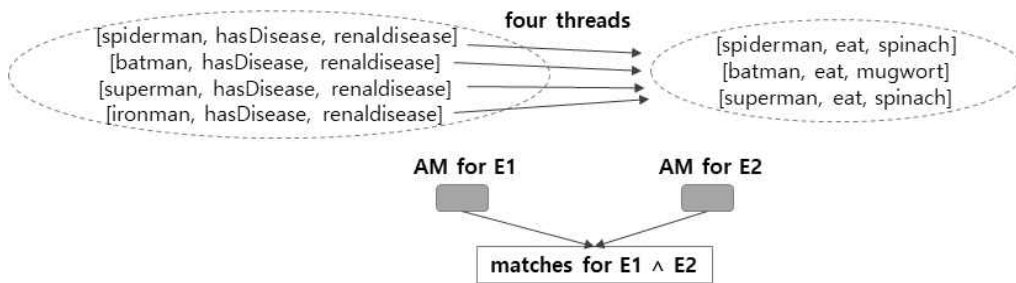 four threads
[spiderman, hasDisease, renaldisease]
[batman, hasDisease, renaldisease]
[superman, hasDisease, renaldisease]
[ironman, hasDisease, renaldisease]
[spiderman, eat, spinach]
[batman, eat, mugwort]
[superman, eat, spinach]
AM for E1
AM for E2
matches for E1 ∧ E2